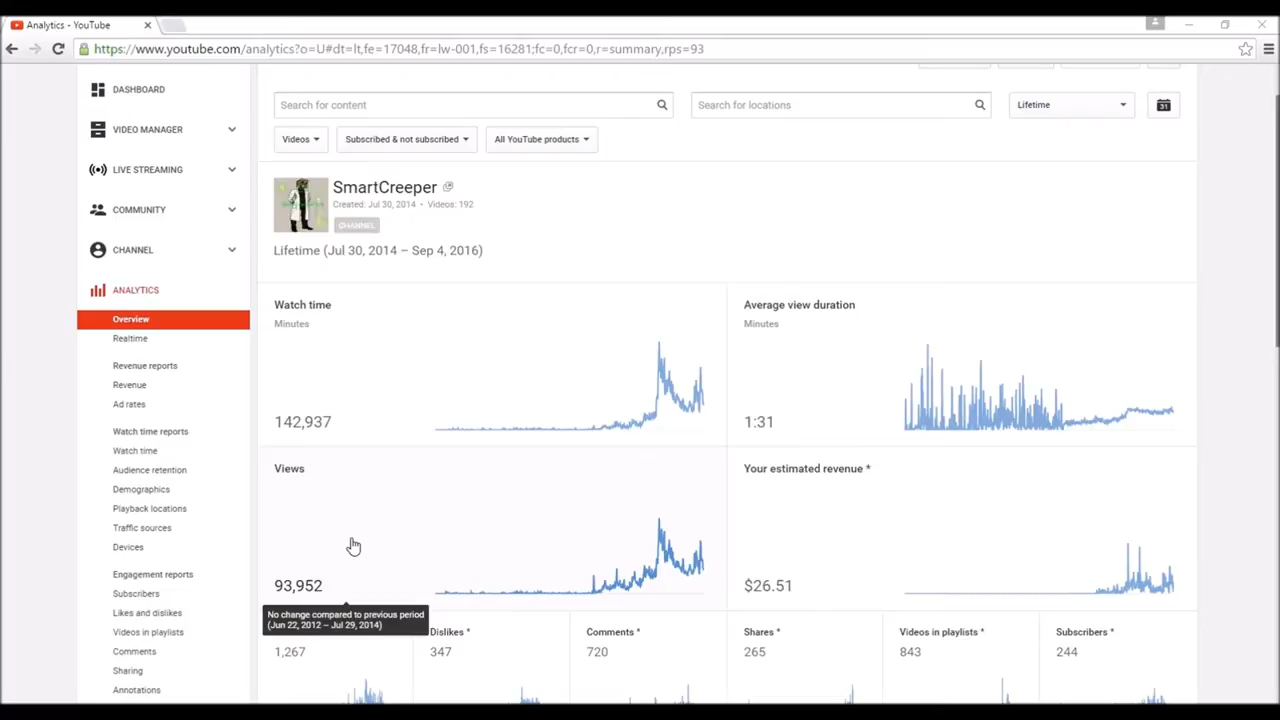 Analytics - YouTube
https://www.youtube.com/analytics?o=U#dt=lt,fe=17048,fr=lw-001,fs=16281;fc=0,fcr=0,r=summary,rps=93
DASHBOARD
VIDEO MANAGER
LIVE STREAMING
COMMUNITY
CHANNEL
ANALYTICS
Overview
Realtime
Revenue reports
Revenue
Ad rates
Watch time reports
Watch time
Audience retention
Demographics
Playback locations
Traffic sources
Devices
Engagement reports
Subscribers
Likes and dislikes
Videos in playlists
Comments
Sharing
Annotations
Search for content
Search for locations
Lifetime
31
Videos
Subscribed & not subscribed
All YouTube products
SmartCreeper
Created: Jul 30, 2014 • Videos: 192
CHANNEL
Lifetime (Jul 30, 2014 – Sep 4, 2016)
Watch time
Minutes
142,937
Average view duration
Minutes
1:31
Views
93,952
Your estimated revenue *
$26.51
No change compared to previous period
(Jun 22, 2012 – Jul 29, 2014)
1,267
Dislikes *
347
Comments *
720
Shares *
265
Videos in playlists *
843
Subscribers *
244